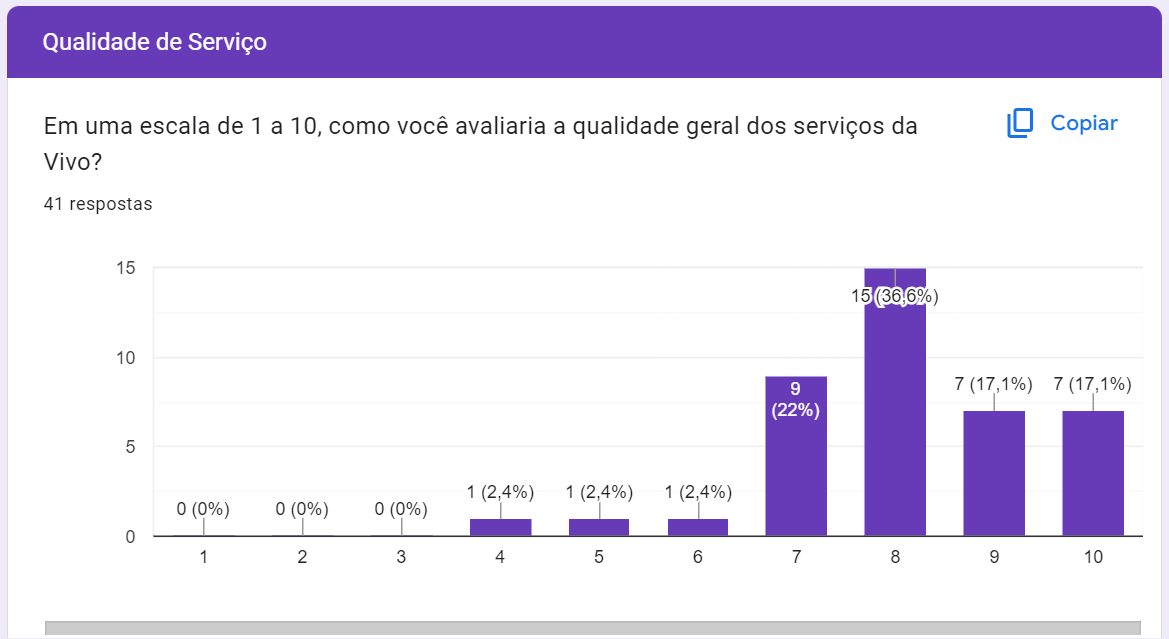 Qualidade de Serviço
Em uma escala de 1 a 10, como você avaliaria a qualidade geral dos serviços da
Vivo?
Copiar
41 respostas
15
10
5
0
0 (0%)
0 (0%)
0 (0%)
1 (2,4%)
1 (2,4%)
1 (2,4%)
9
(22%)
15 (36,6%)
7 (17,1%)
7 (17,1%)
1 2 3 4 5 6 7 8 9 10